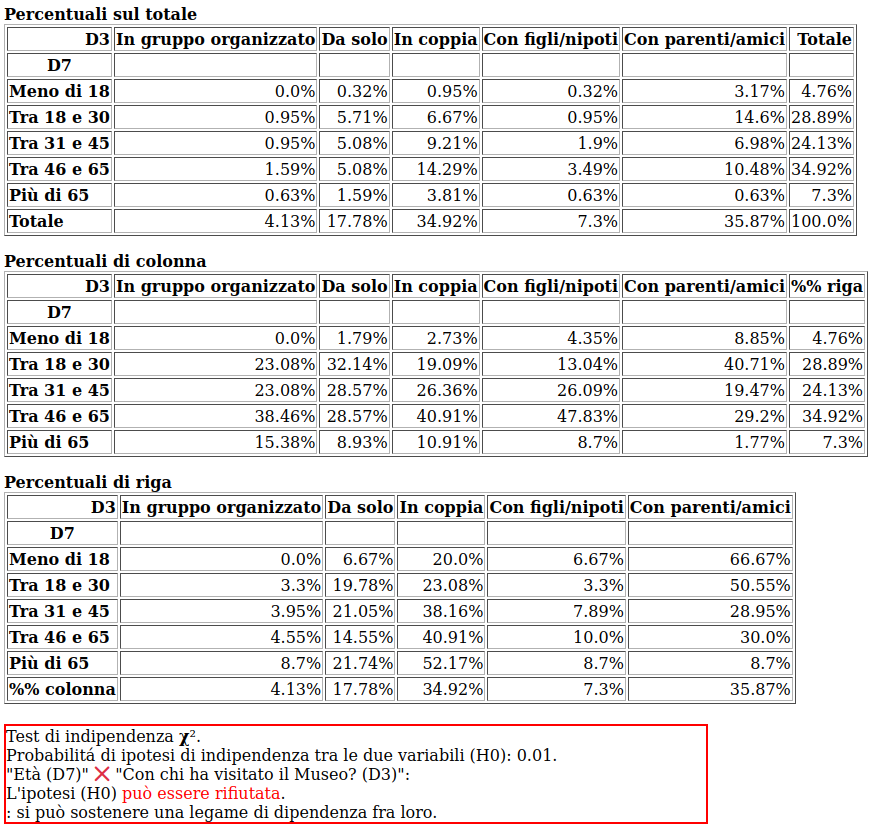 Percentuali sul totale
D3 In gruppo organizzato Da solo In coppia Con figli/nipoti Con parenti/amici Totale
D7
Meno di 18 0.0% 0.32% 0.95% 0.32% 3.17% 4.76%
Tra 18 e 30 0.95% 5.71% 6.67% 0.95% 14.6% 28.89%
Tra 31 e 45 0.95% 5.08% 9.21% 1.9% 6.98% 24.13%
Tra 46 e 65 1.59% 5.08% 14.29% 3.49% 10.48% 34.92%
Più di 65 0.63% 1.59% 3.81% 0.63% 0.63% 7.3%
Totale 4.13% 17.78% 34.92% 7.3% 35.87% 100.0%
Percentuali di colonna
D3 In gruppo organizzato Da solo In coppia Con figli/nipoti Con parenti/amici %% riga
D7
Meno di 18 0.0% 1.79% 2.73% 4.35% 8.85% 4.76%
Tra 18 e 30 23.08% 32.14% 19.09% 13.04% 40.71% 28.89%
Tra 31 e 45 23.08% 28.57% 26.36% 26.09% 19.47% 24.13%
Tra 46 e 65 38.46% 28.57% 40.91% 47.83% 29.2% 34.92%
Più di 65 15.38% 8.93% 10.91% 8.7% 1.77% 7.3%
Percentuali di riga
D3 In gruppo organizzato Da solo In coppia Con figli/nipoti Con parenti/amici
D7
Meno di 18 0.0% 6.67% 20.0% 6.67% 66.67%
Tra 18 e 30 3.3% 19.78% 23.08% 3.3% 50.55%
Tra 31 e 45 3.95% 21.05% 38.16% 7.89% 28.95%
Tra 46 e 65 4.55% 14.55% 40.91% 10.0% 30.0%
Più di 65 8.7% 21.74% 52.17% 8.7% 8.7%
%% colonna 4.13% 17.78% 34.92% 7.3% 35.87%
Test di indipendenza χ².
Probabilitá di ipotesi di indipendenza tra le due variabili (H0): 0.01.
"Età (D7)" ❌ "Con chi ha visitato il Museo? (D3)":
L'ipotesi (H0) può essere rifiutata.
: si può sostenere una legame di dipendenza fra loro.